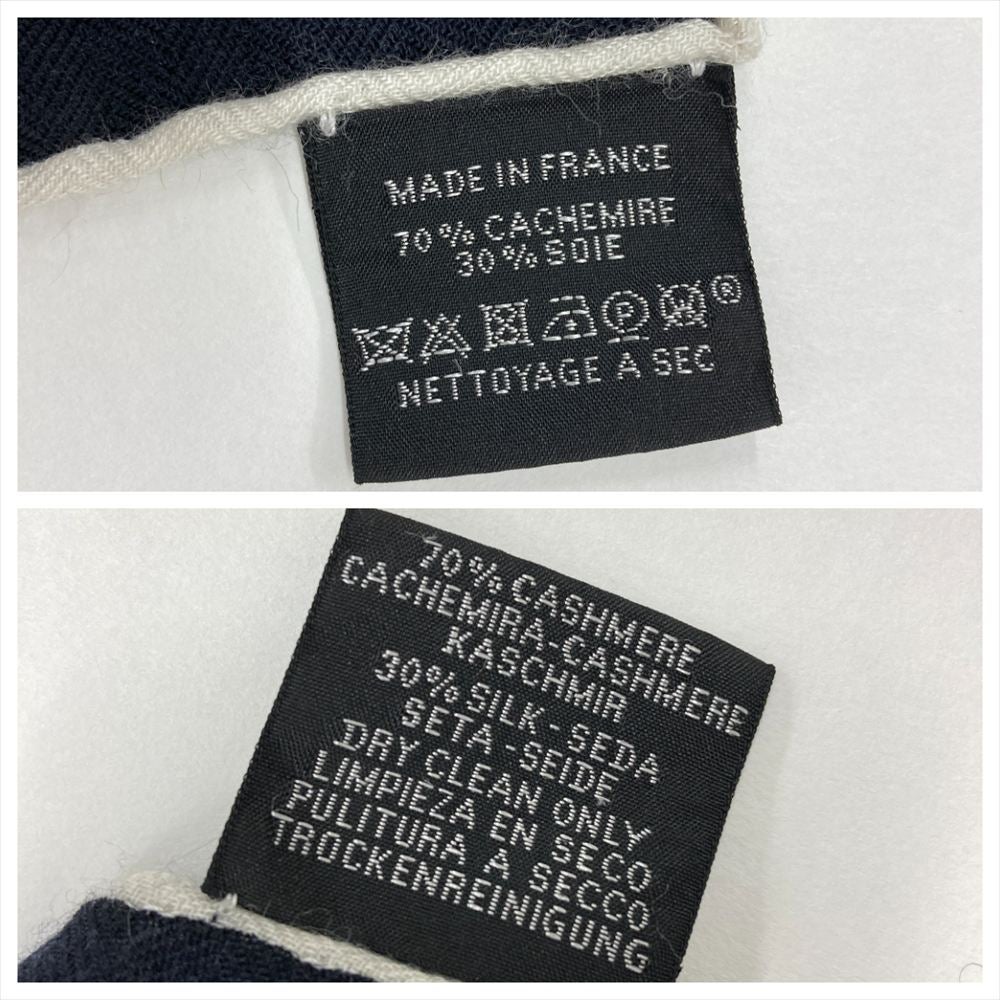 MADE IN FRANCE
70 % CACHEMIRE
30 % SOIE
P ®
NETTOYAGE A SEC
70% CASHMERE
CACHEMIRA-CASHMERE
KASCHMIR
30% SILK - SEDA
SETA - SEIDE
DRY CLEAN ONLY
LIMPIEZA EN SECO
PULITURA A SECCO
TROCKENREINIGUNG